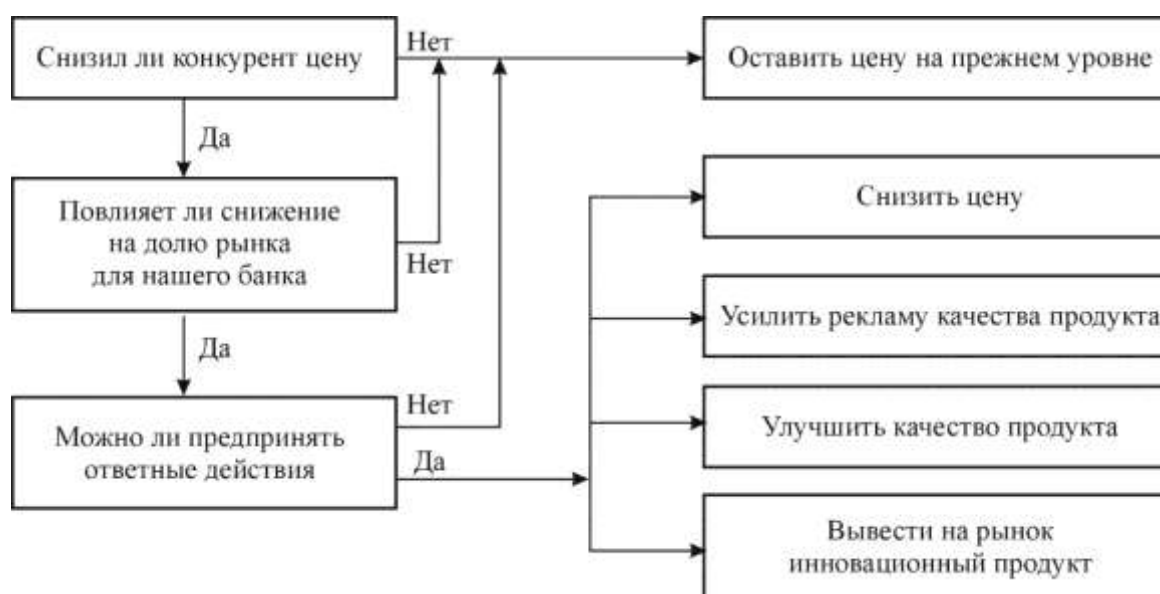 Снизил ли конкурент цену
Нет
Оставить цену на прежнем уровне
Да
Снизить цену
Повлияет ли снижение
на долю рынка
для нашего банка
Нет
Усилить рекламу качества продукта
Да
Нет
Можно ли предпринять
ответные действия
Да
Улучшить качество продукта
Вывести на рынок
инновационный продукт